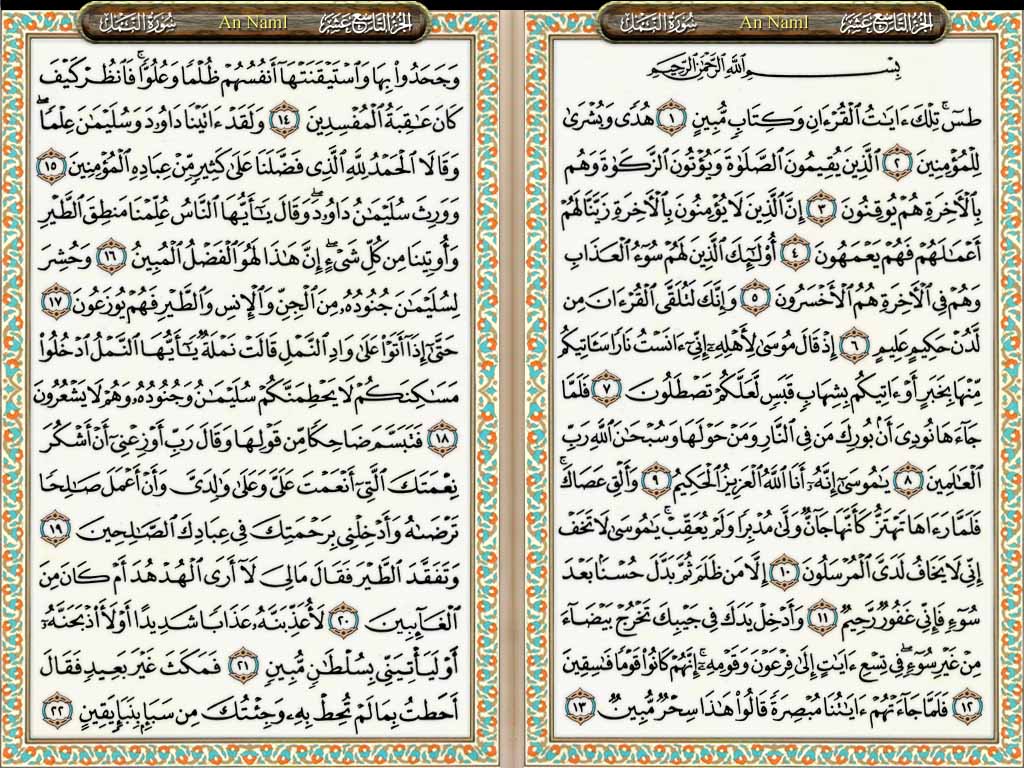 الجزء التاسع عشر An Naml سورة النمل
بِسْمِ ٱللَّهِ ٱلرَّحْمَٰنِ ٱلرَّحِيمِ
طسٓ ۚ تِلْكَ ءَايَٰتُ ٱلْقُرْءَانِ وَكِتَابٍ مُّبِينٍ ١ هُدًى وَبُشْرَىٰ
لِلْمُؤْمِنِينَ ٢ ٱلَّذِينَ يُقِيمُونَ ٱلصَّلَوٰةَ وَيُؤْتُونَ ٱلزَّكَوٰةَ وَهُم
بِٱلْأَخِرَةِ هُمْ يُوقِنُونَ ٣ إِنَّ ٱلَّذِينَ لَا يُؤْمِنُونَ بِٱلْأَخِرَةِ زَيَّنَّا لَهُمْ
أَعْمَٰلَهُمْ فَهُمْ يَعْمَهُونَ ٤ أُو۟لَٰٓئِكَ ٱلَّذِينَ لَهُمْ سُوٓءُ ٱلْعَذَابِ
وَهُمْ فِى ٱلْأَخِرَةِ هُمُ ٱلْأَخْسَرُونَ ٥ وَإِنَّكَ لَتُلَقَّى ٱلْقُرْءَانَ مِن
لَّدُنْ حَكِيمٍ عَلِيمٍ ٦ إِذْ قَالَ مُوسَىٰ لِأَهْلِهِۦٓ إِنِّىٓ ءَانَسْتُ نَارًا سَـَٔاتِيكُم
مِّنْهَا بِخَبَرٍ أَوْ ءَاتِيكُم بِشِهَابٍ قَبَسٍ لَّعَلَّكُمْ تَصْطَلُونَ ٧ فَلَمَّا
جَآءَهَا نُودِىَ أَنۢ بُورِكَ مَن فِى ٱلنَّارِ وَمَنْ حَوْلَهَا وَسُبْحَٰنَ ٱللَّهِ رَبِّ
ٱلْعَٰلَمِينَ ٨ يَٰمُوسَىٰٓ إِنَّهُۥٓ أَنَا ٱللَّهُ ٱلْعَزِيزُ ٱلْحَكِيمُ ٩ وَأَلْقِ عَصَاكَ ۚ
فَلَمَّا رَءَاهَا تَهْتَزُّ كَأَنَّهَا جَآنٌّ وَلَّىٰ مُدْبِرًا وَلَمْ يُعَقِّبْ ۚ يَٰمُوسَىٰ لَا تَخَفْ
إِنِّى لَا يَخَافُ لَدَىَّ ٱلْمُرْسَلُونَ ١٠ إِلَّا مَن ظَلَمَ ثُمَّ بَدَّلَ حُسْنًۢا بَعْدَ
سُوٓءٍ فَإِنِّى غَفُورٌ رَّحِيمٌ ١١ وَأَدْخِلْ يَدَكَ فِى جَيْبِكَ تَخْرُجْ بَيْضَآءَ
مِنْ غَيْرِ سُوٓءٍ ۖ فِى تِسْعِ ءَايَٰتٍ إِلَىٰ فِرْعَوْنَ وَقَوْمِهِۦٓ ۚ إِنَّهُمْ كَانُوا۟ قَوْمًا فَٰسِقِينَ
١٢ فَلَمَّا جَآءَتْهُمْ ءَايَٰتُنَا مُبْصِرَةً قَالُوا۟ هَٰذَا سِحْرٌ مُّبِينٌ ١٣
الجزء التاسع عشر An Naml سورة النمل
وَجَحَدُوا۟ بِهَا وَٱسْتَيْقَنَتْهَآ أَنفُسُهُمْ ظُلْمًا وَعُلُوًّا ۚ فَٱنظُرْ كَيْفَ
كَانَ عَٰقِبَةُ ٱلْمُفْسِدِينَ ١٤ وَلَقَدْ ءَاتَيْنَا دَاوُۥدَ وَسُلَيْمَٰنَ عِلْمًا ۖ
وَقَالَا ٱلْحَمْدُ لِلَّهِ ٱلَّذِى فَضَّلَنَا عَلَىٰ كَثِيرٍ مِّنْ عِبَادِهِ ٱلْمُؤْمِنِينَ ١٥
وَوَرِثَ سُلَيْمَٰنُ دَاوُۥدَ ۖ وَقَالَ يَٰٓأَيُّهَا ٱلنَّاسُ عُلِّمْنَا مَنطِقَ ٱلطَّيْرِ
وَأُوتِينَا مِن كُلِّ شَىْءٍ ۖ إِنَّ هَٰذَا لَهُوَ ٱلْفَضْلُ ٱلْمُبِينُ ١٦ وَحُشِرَ
لِسُلَيْمَٰنَ جُنُودُهُۥ مِنَ ٱلْجِنِّ وَٱلْإِنسِ وَٱلطَّيْرِ فَهُمْ يُوزَعُونَ ١٧
حَتَّىٰٓ إِذَآ أَتَوْا۟ عَلَىٰ وَادِ ٱلنَّمْلِ قَالَتْ نَمْلَةٌ يَٰٓأَيُّهَا ٱلنَّمْلُ ٱدْخُلُوا۟
مَسَٰكِنَكُمْ لَا يَحْطِمَنَّكُمْ سُلَيْمَٰنُ وَجُنُودُهُۥ وَهُمْ لَا يَشْعُرُونَ
١٨ فَتَبَسَّمَ ضَاحِكًا مِّن قَوْلِهَا وَقَالَ رَبِّ أَوْزِعْنِىٓ أَنْ أَشْكُرَ
نِعْمَتَكَ ٱلَّتِىٓ أَنْعَمْتَ عَلَىَّ وَعَلَىٰ وَٰلِدَىَّ وَأَنْ أَعْمَلَ صَٰلِحًا
تَرْضَىٰهُ وَأَدْخِلْنِى بِرَحْمَتِكَ فِى عِبَادِكَ ٱلصَّٰلِحِينَ ١٩
وَتَفَقَّدَ ٱلطَّيْرَ فَقَالَ مَالِىَ لَآ أَرَى ٱلْهُدْهُدَ أَمْ كَانَ مِنَ
ٱلْغَآئِبِينَ ٢٠ لَأُعَذِّبَنَّهُۥ عَذَابًا شَدِيدًا أَوْ لَأَا۟ذْبَحَنَّهُۥٓ
أَوْ لَيَأْتِيَنِّى بِسُلْطَٰنٍ مُّبِينٍ ٢١ فَمَكَثَ غَيْرَ بَعِيدٍ فَقَالَ
أَحَطتُ بِمَا لَمْ تُحِطْ بِهِۦ وَجِئْتُكَ مِن سَبَإٍۭ بِنَبَإٍ يَقِينٍ ٢٢